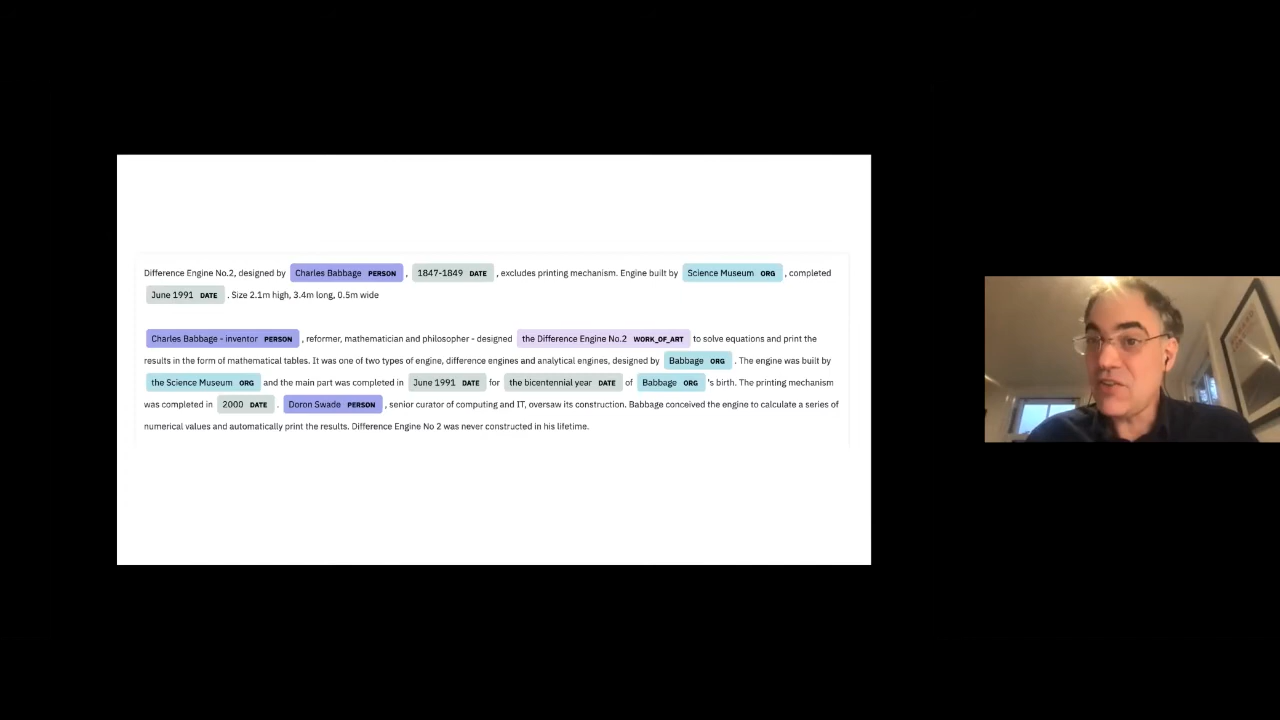 Difference Engine No.2, designed by Charles Babbage PERSON , 1847-1849 DATE , excludes printing mechanism. Engine built by Science Museum ORG , completed
June 1991 DATE . Size 2.1m high, 3.4m long, 0.5m wide
Charles Babbage - inventor PERSON , reformer, mathematician and philosopher - designed the Difference Engine No.2 WORK_OF_ART to solve equations and print the
results in the form of mathematical tables. It was one of two types of engine, difference engines and analytical engines, designed by Babbage ORG . The engine was built by
the Science Museum ORG and the main part was completed in June 1991 DATE for the bicentennial year DATE of Babbage ORG 's birth. The printing mechanism
was completed in 2000 DATE . Doron Swade PERSON , senior curator of computing and IT, oversaw its construction. Babbage conceived the engine to calculate a series of
numerical values and automatically print the results. Difference Engine No 2 was never constructed in his lifetime.